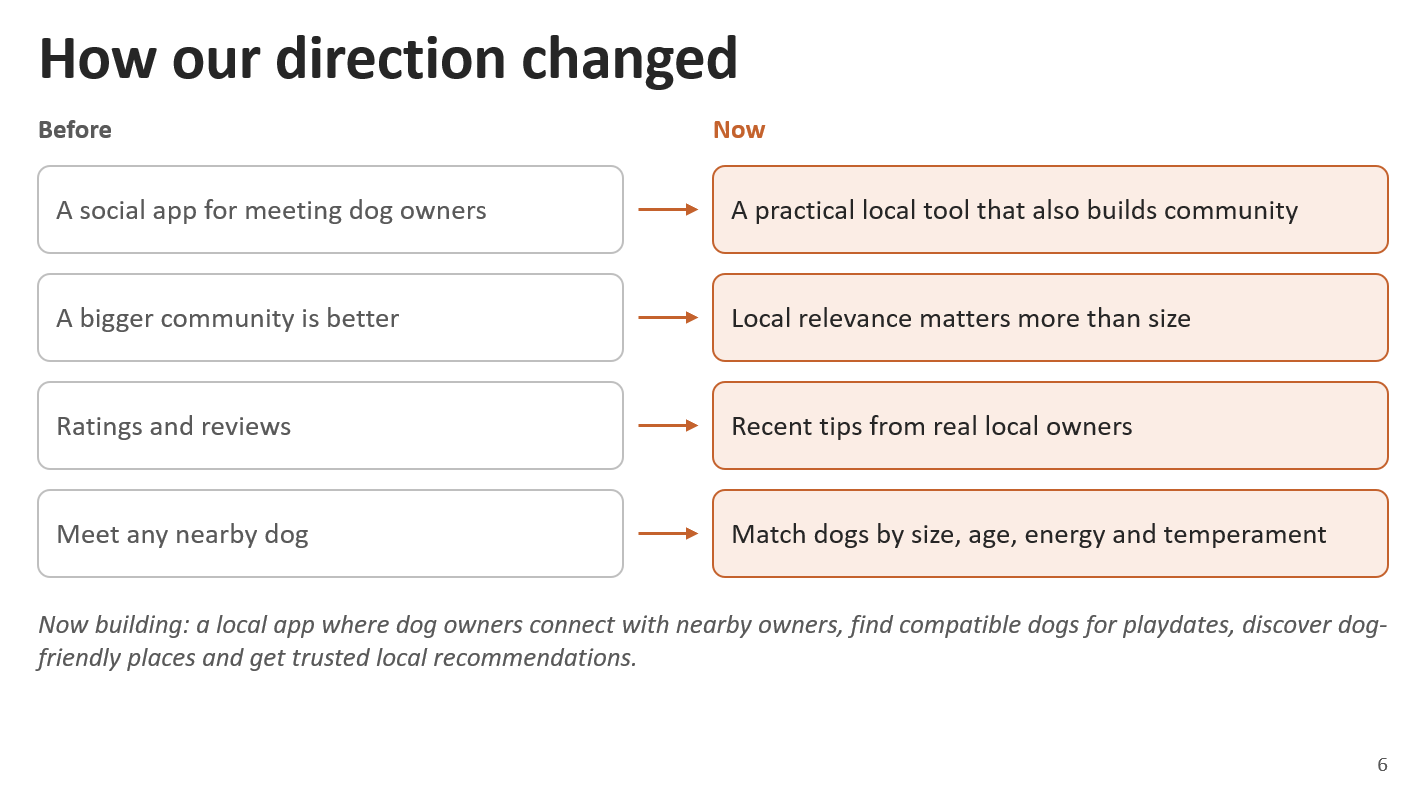 How our direction changed
Before
Now
A social app for meeting dog owners
A practical local tool that also builds community
A bigger community is better
Local relevance matters more than size
Ratings and reviews
Recent tips from real local owners
Meet any nearby dog
Match dogs by size, age, energy and temperament
Now building: a local app where dog owners connect with nearby owners, find compatible dogs for playdates, discover dog-
friendly places and get trusted local recommendations.
6